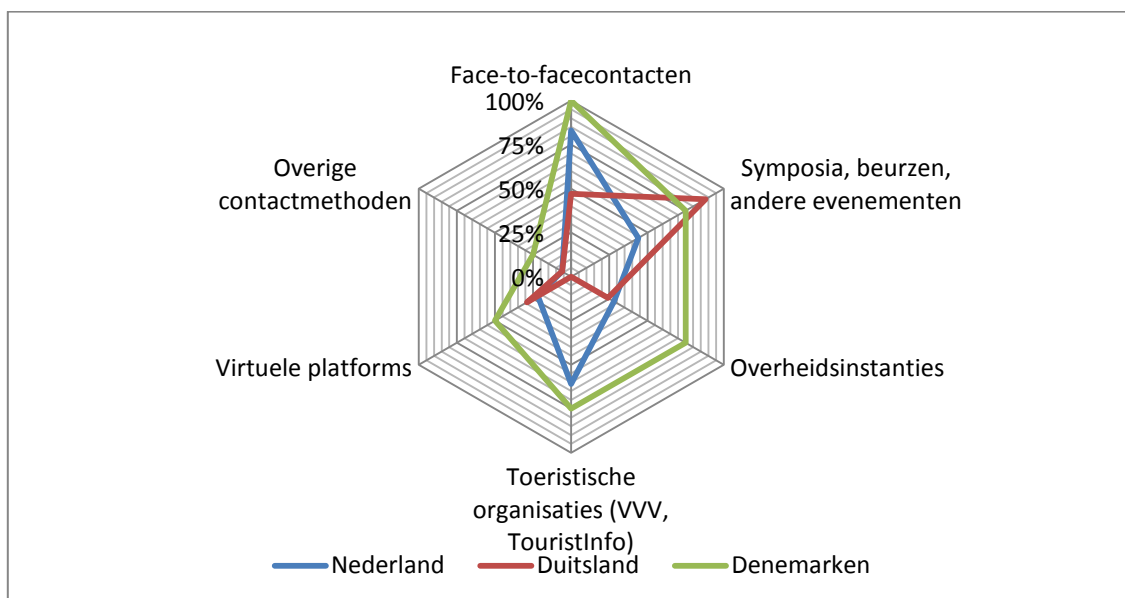 Face-to-facecontacten
100%
75%
50%
25%
0%
Symposia, beurzen,
andere evenementen
Overheidsinstanties
Toeristische
organisaties (VVV,
TouristInfo)
Virtuele platforms
Overige
contactmethoden
Nederland
Duitsland
Denemarken